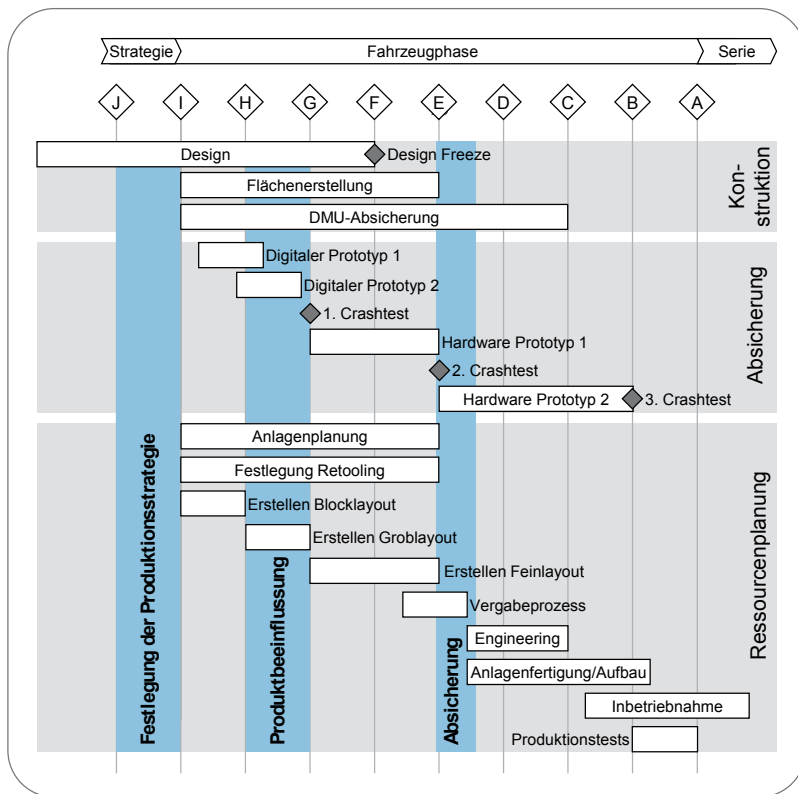 Strategie
Fahrzeugphase
Serie
J
I
H
G
F
E
D
C
B
A
Design
Design Freeze
Flächenerstellung
DMU-Absicherung
Kon-
struktion
Digitaler Prototyp 1
Digitaler Prototyp 2
1. Crashtest
Hardware Prototyp 1
2. Crashtest
Hardware Prototyp 2
3. Crashtest
Absicherung
Anlagenplanung
Festlegung Retooling
Erstellen Blocklayout
Erstellen Groblayout
Erstellen Feinlayout
Vergabeprozess
Engineering
Anlagenfertigung/Aufbau
Inbetriebnahme
Produktionstests
Ressourcenplanung
Festlegung der Produktionsstrategie
Produktbeeinflussung
Absicherung